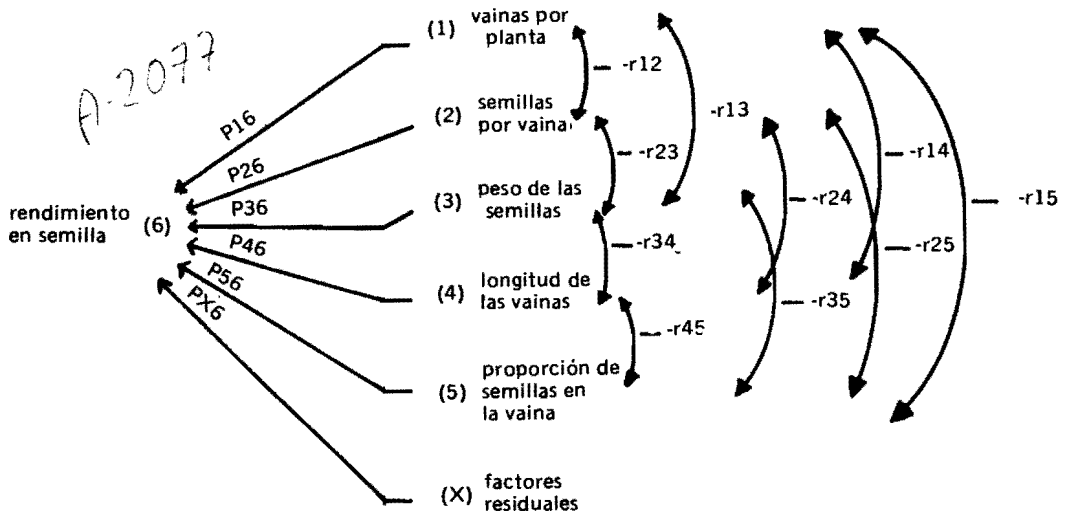 A-2077
(1) vainas por
planta
(2) semillas
por vaina
(3) peso de las
semillas
(4) longitud de
las vainas
(5) proporción de
semillas en
la vaina
(X) factores
residuales
rendimiento
en semilla (6)
P16
P26
P36
P46
P56
PX6
-r12
-r13
-r23
-r14
-r24
-r15
-r34
-r25
-r35
-r45